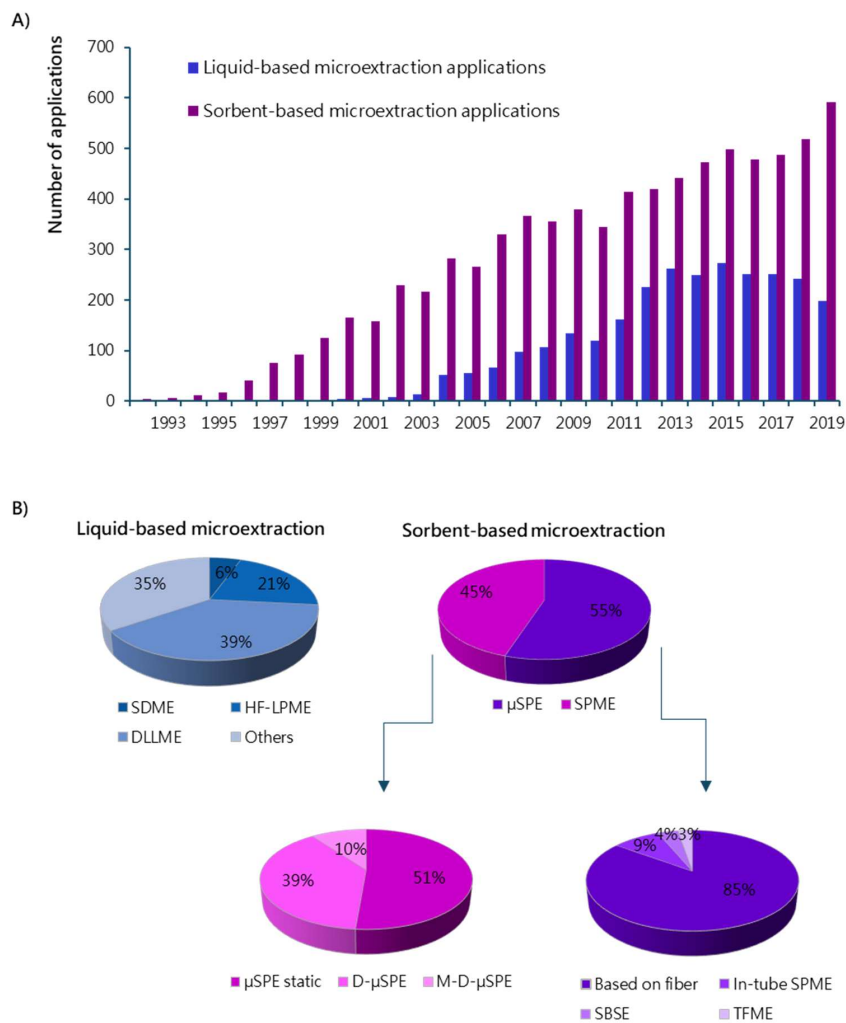 A)
Number of applications
700
600
500
400
300
200
100
0
Liquid-based microextraction applications
Sorbent-based microextraction applications
1993 1995 1997 1999 2001 2003 2005 2007 2009 2011 2013 2015 2017 2019
B)
Liquid-based microextraction
6%
21%
35%
39%
SDME HF-LPME
DLLME Others
Sorbent-based microextraction
45%
55%
μSPE SPME
10%
39%
51%
μSPE static D-μSPE M-D-μSPE
4% 3%
9%
85%
Based on fiber In-tube SPME
SBSE TFME